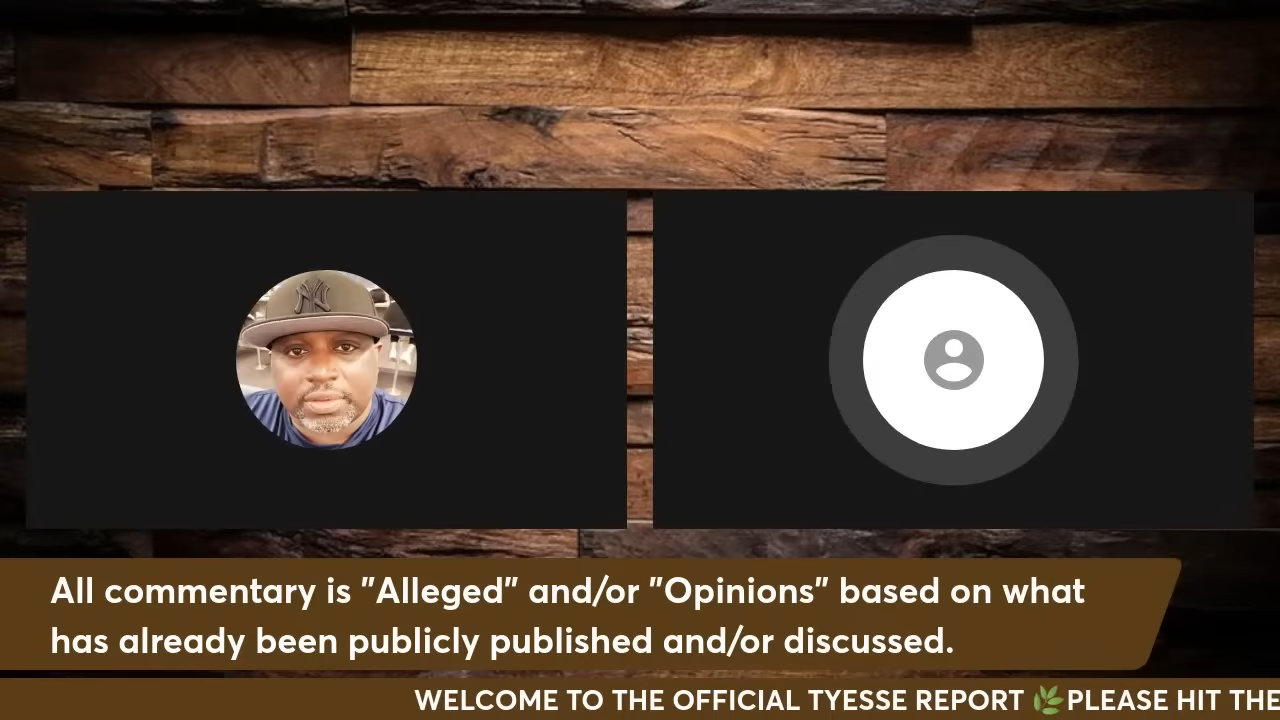 NY
All commentary is "Alleged" and/or "Opinions" based on what
has already been publicly published and/or discussed.
WELCOME TO THE OFFICIAL TYESSE REPORT 🌿PLEASE HIT THE